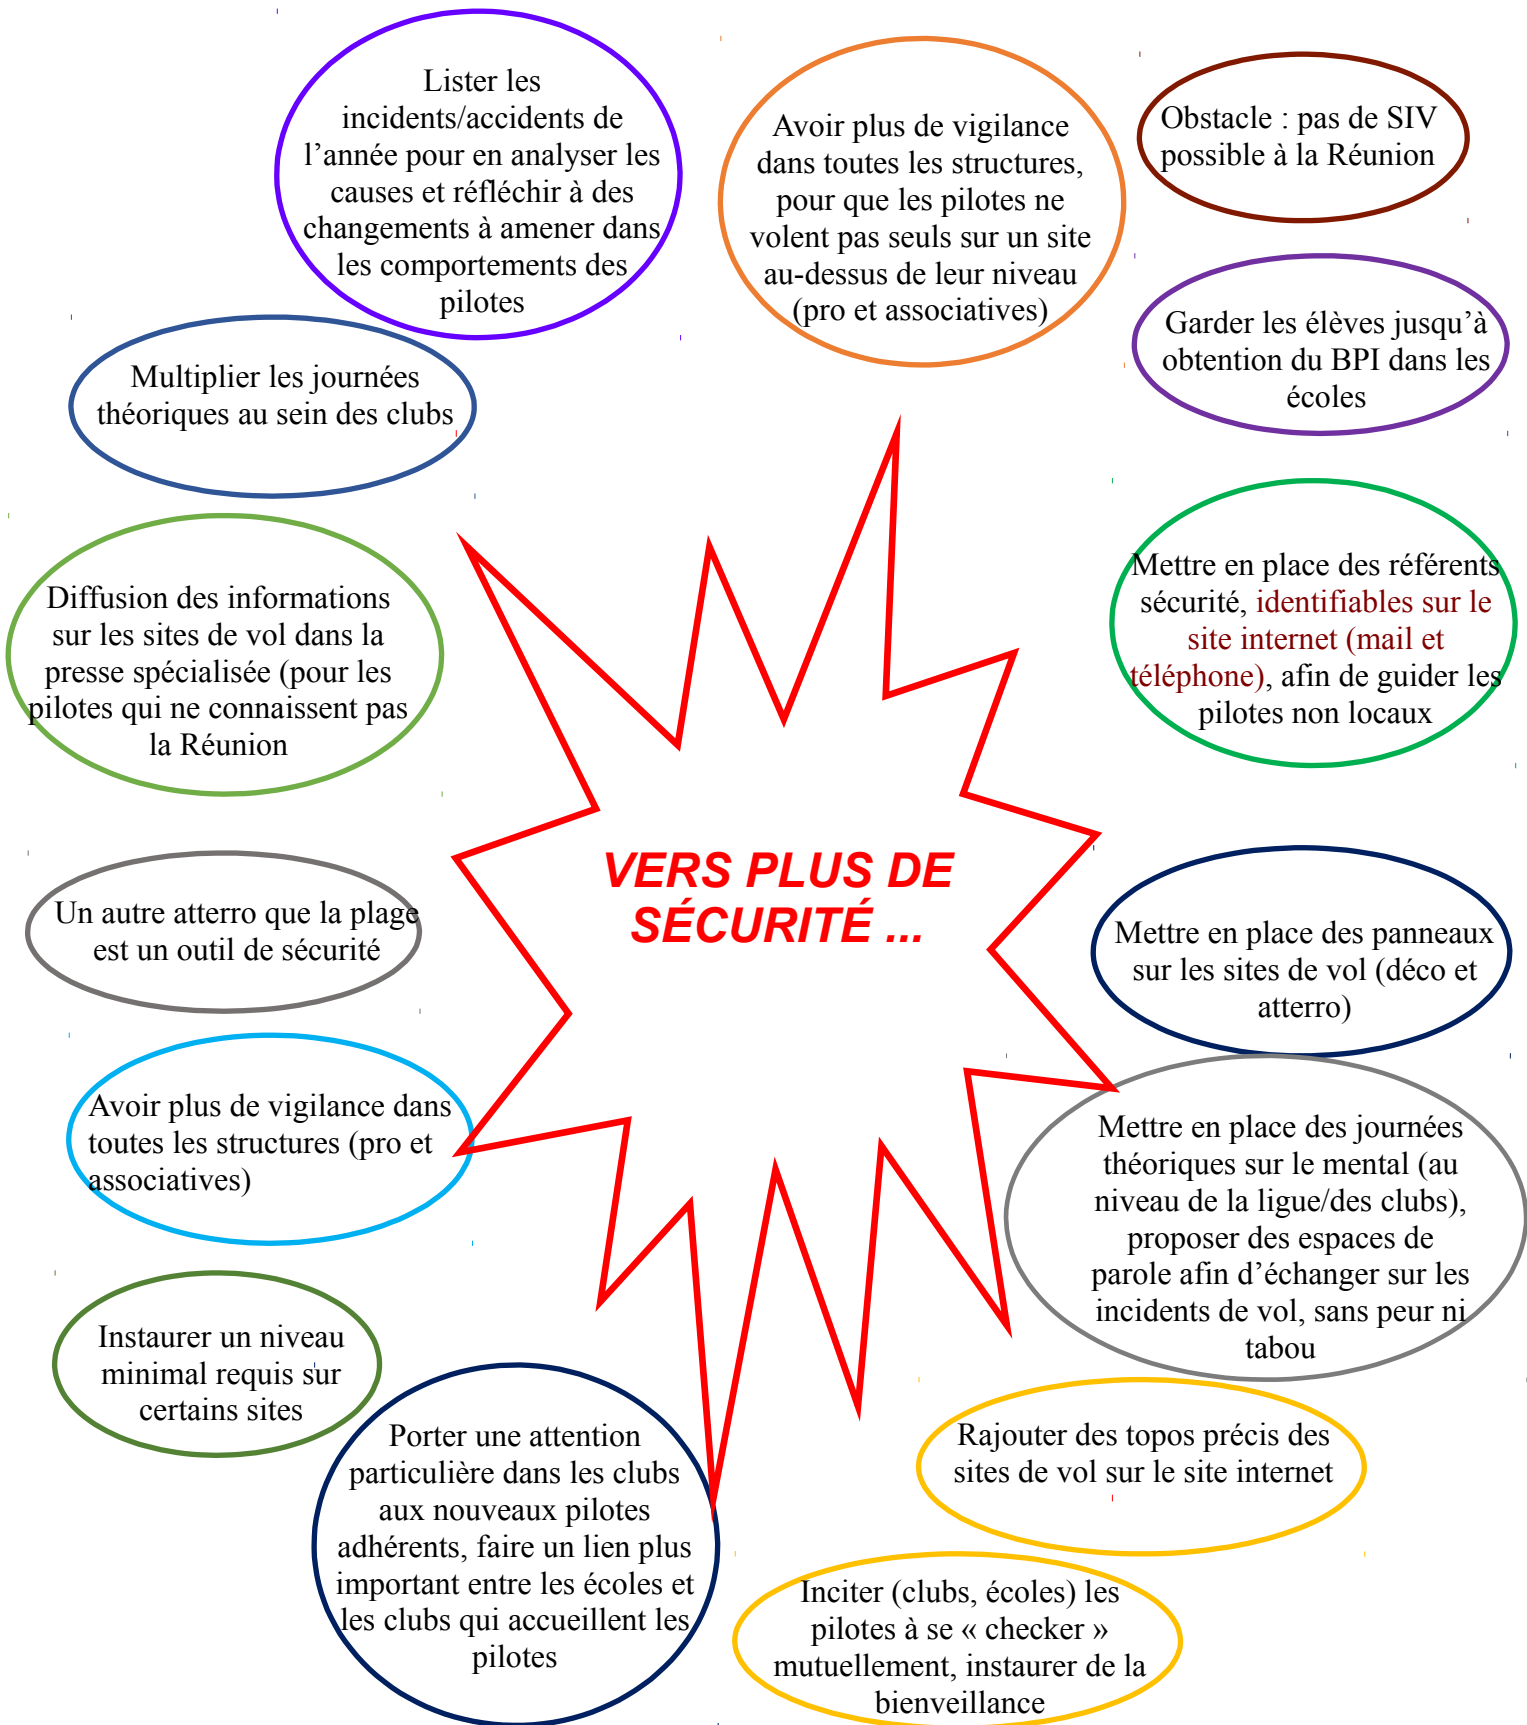 Lister les
incidents/accidents de
l’année pour en analyser les
causes et réfléchir à des
changements à amener dans
les comportements des
pilotes
Avoir plus de vigilance
dans toutes les structures,
pour que les pilotes ne
volent pas seuls sur un site
au-dessus de leur niveau
(pro et associatives)
Obstacle : pas de SIV
possible à la Réunion
Garder les élèves jusqu’à
obtention du BPI dans les
écoles
Multiplier les journées
théoriques au sein des clubs
Diffusion des informations
sur les sites de vol dans la
presse spécialisée (pour les
pilotes qui ne connaissent pas
la Réunion
Mettre en place des référents
sécurité, identifiables sur le
site internet (mail et
téléphone), afin de guider les
pilotes non locaux
VERS PLUS DE
SÉCURITÉ ...
Un autre atterro que la plage
est un outil de sécurité
Mettre en place des panneaux
sur les sites de vol (déco et
atterro)
Avoir plus de vigilance dans
toutes les structures (pro et
associatives)
Mettre en place des journées
théoriques sur le mental (au
niveau de la ligue/des clubs),
proposer des espaces de
parole afin d’échanger sur les
incidents de vol, sans peur ni
tabou
Instaurer un niveau
minimal requis sur
certains sites
Porter une attention
particulière dans les clubs
aux nouveaux pilotes
adhérents, faire un lien plus
important entre les écoles et
les clubs qui accueillent les
pilotes
Rajouter des topos précis des
sites de vol sur le site internet
Inciter (clubs, écoles) les
pilotes à se « checker »
mutuellement, instaurer de la
bienveillance